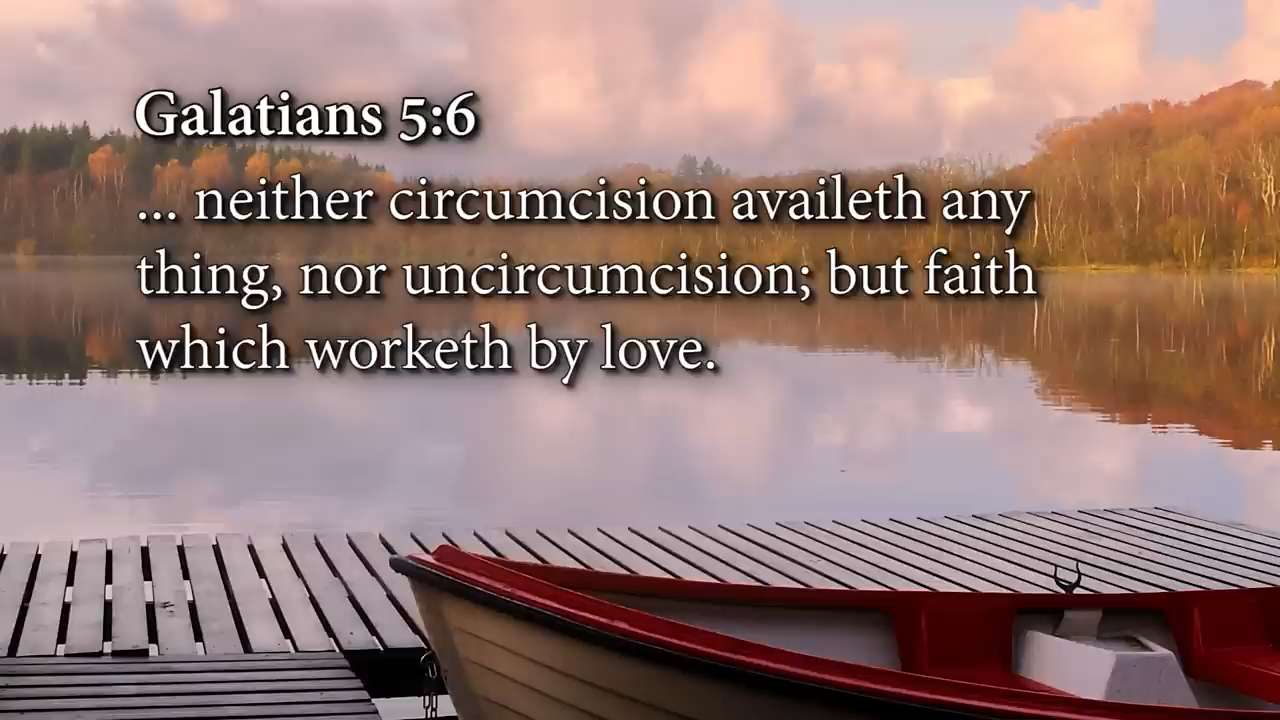 Galatians 5:6
... neither circumcision availeth any
thing, nor uncircumcision; but faith
which worketh by love.